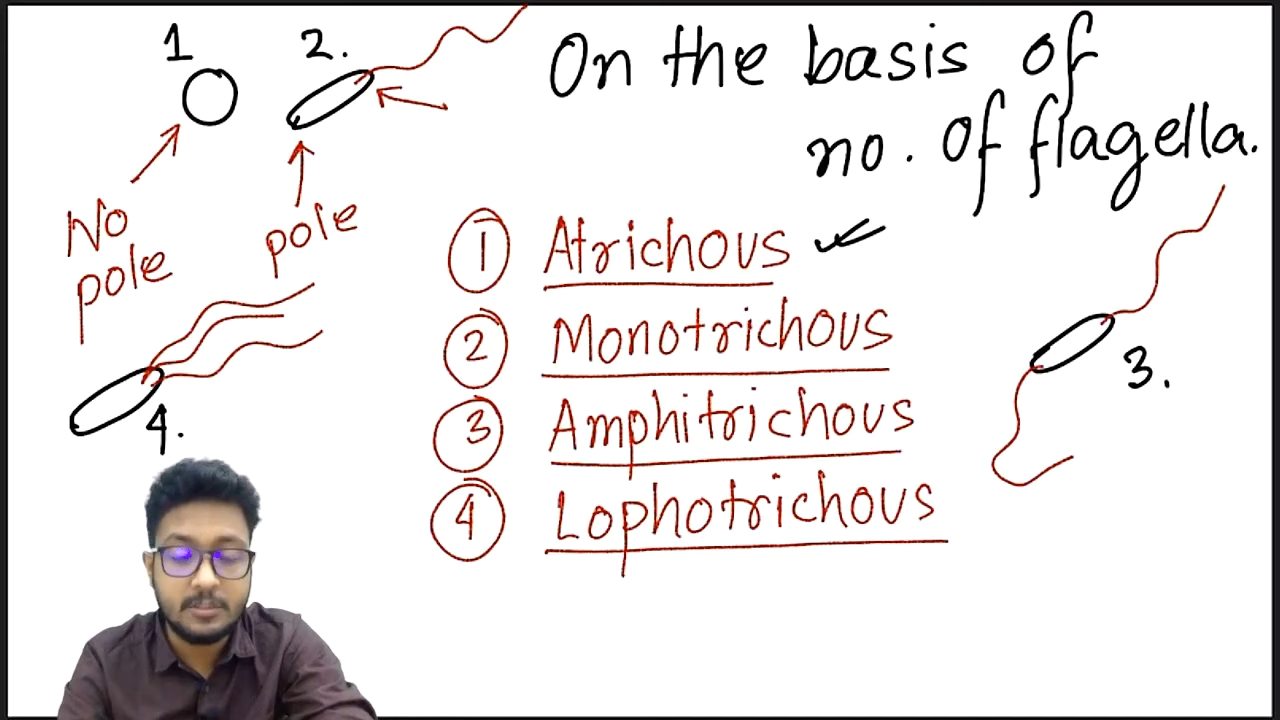 1
2.
On the basis of
no. of flagella.
No
pole
pole
① Atrichous
② Monotrichous
③ Amphitrichous
④ Lophotrichous
3.
4.